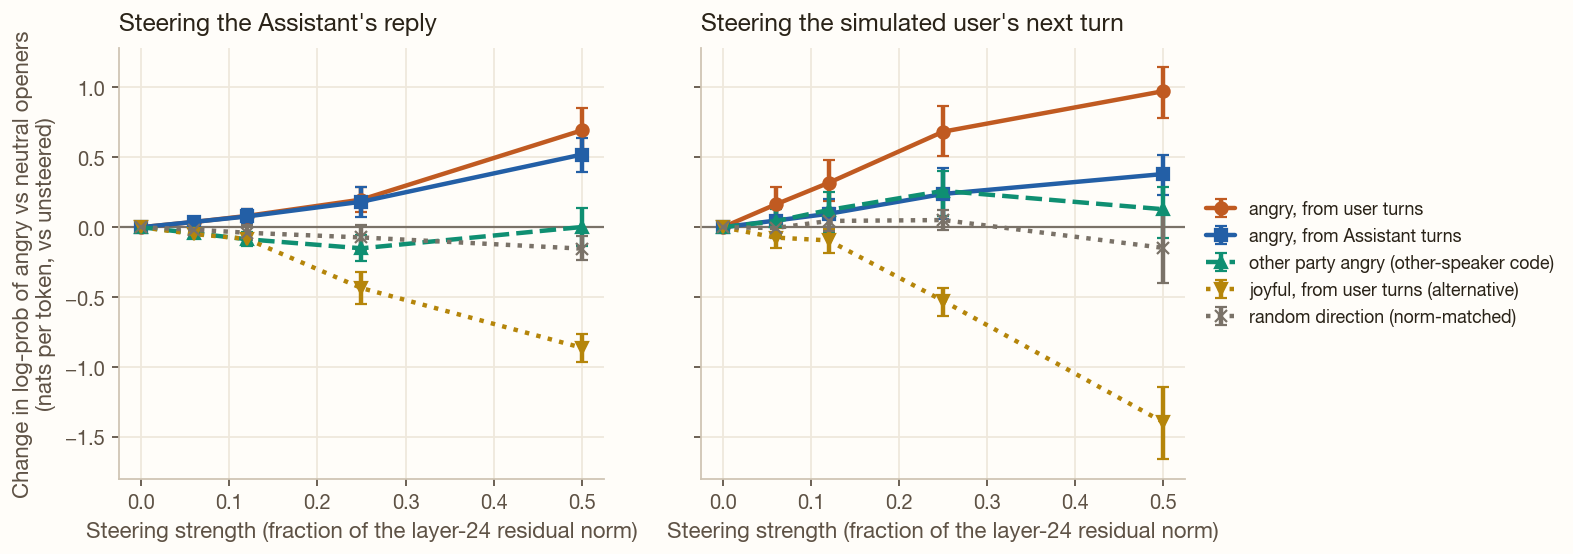 Steering the Assistant's reply
Steering the simulated user's next turn
Change in log-prob of angry vs neutral openers
(nats per token, vs unsteered)
1.0
0.5
0.0
−0.5
−1.0
−1.5
0.0 0.1 0.2 0.3 0.4 0.5
0.0 0.1 0.2 0.3 0.4 0.5
Steering strength (fraction of the layer-24 residual norm)
Steering strength (fraction of the layer-24 residual norm)
angry, from user turns
angry, from Assistant turns
other party angry (other-speaker code)
joyful, from user turns (alternative)
random direction (norm-matched)